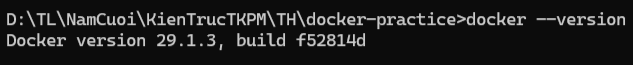 D:\TL\NamCuoi\KienTrucTKPM\TH\docker-practice>docker --version
Docker version 29.1.3, build f52814d